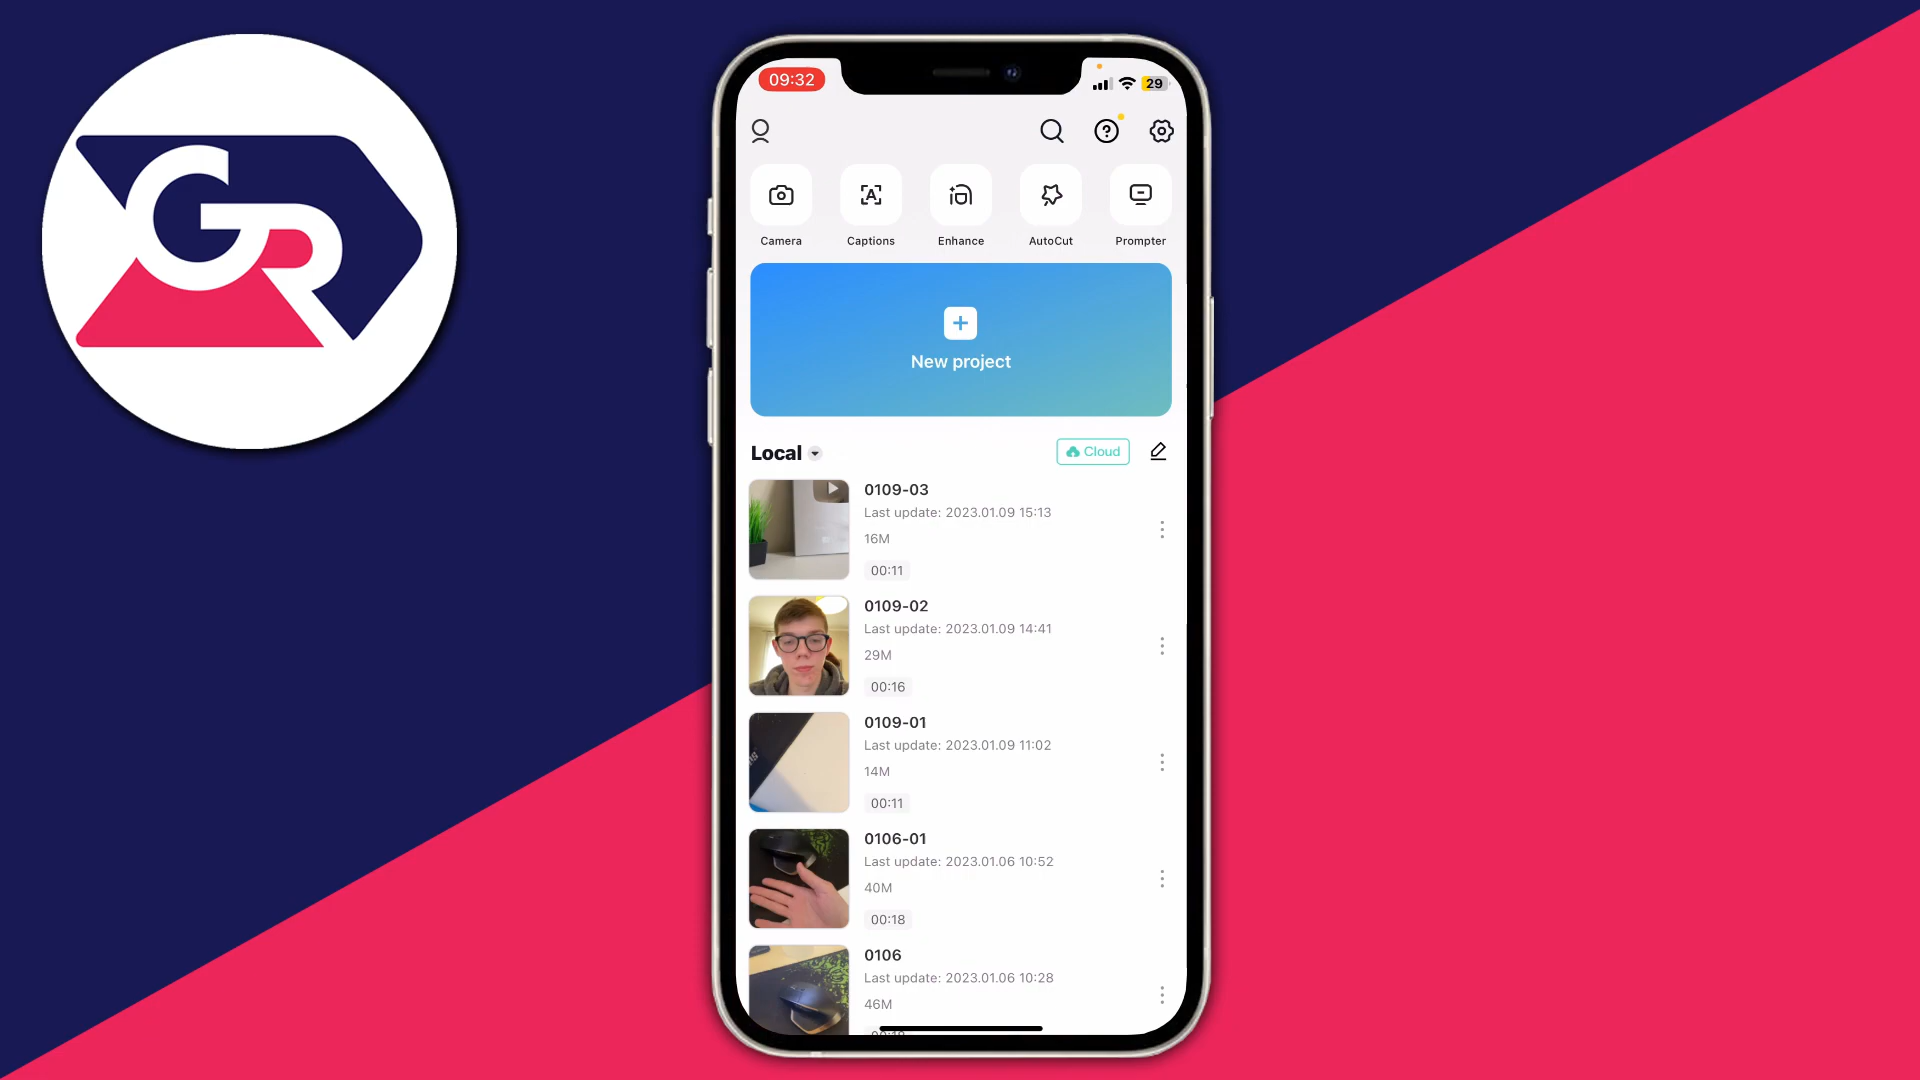 GR
09:32
29
Camera
Captions
Enhance
AutoCut
Prompter
New project
Local
Cloud
0109-03
Last update: 2023.01.09 15:13
16M
00:11
0109-02
Last update: 2023.01.09 14:41
29M
00:16
0109-01
Last update: 2023.01.09 11:02
14M
00:11
0106-01
Last update: 2023.01.06 10:52
40M
00:18
0106
Last update: 2023.01.06 10:28
46M